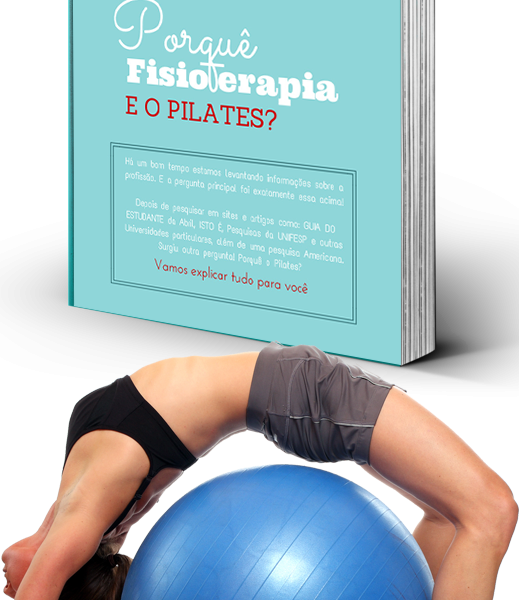 Porquê
Fisioterapia
E O PILATES?
Há um bom tempo estamos levantando informações sobre a
profissão. E a pergunta principal foi exatamente essa acima!
Depois de pesquisar em sites e artigos como: GUIA DO
ESTUDANTE da Abril, ISTO É, Pesquisas da UNIFESP e outras
Universidades particulares, além de uma pesquisa Americana.
Surgiu outra pergunta! Porquê o Pilates?
Vamos explicar tudo para você